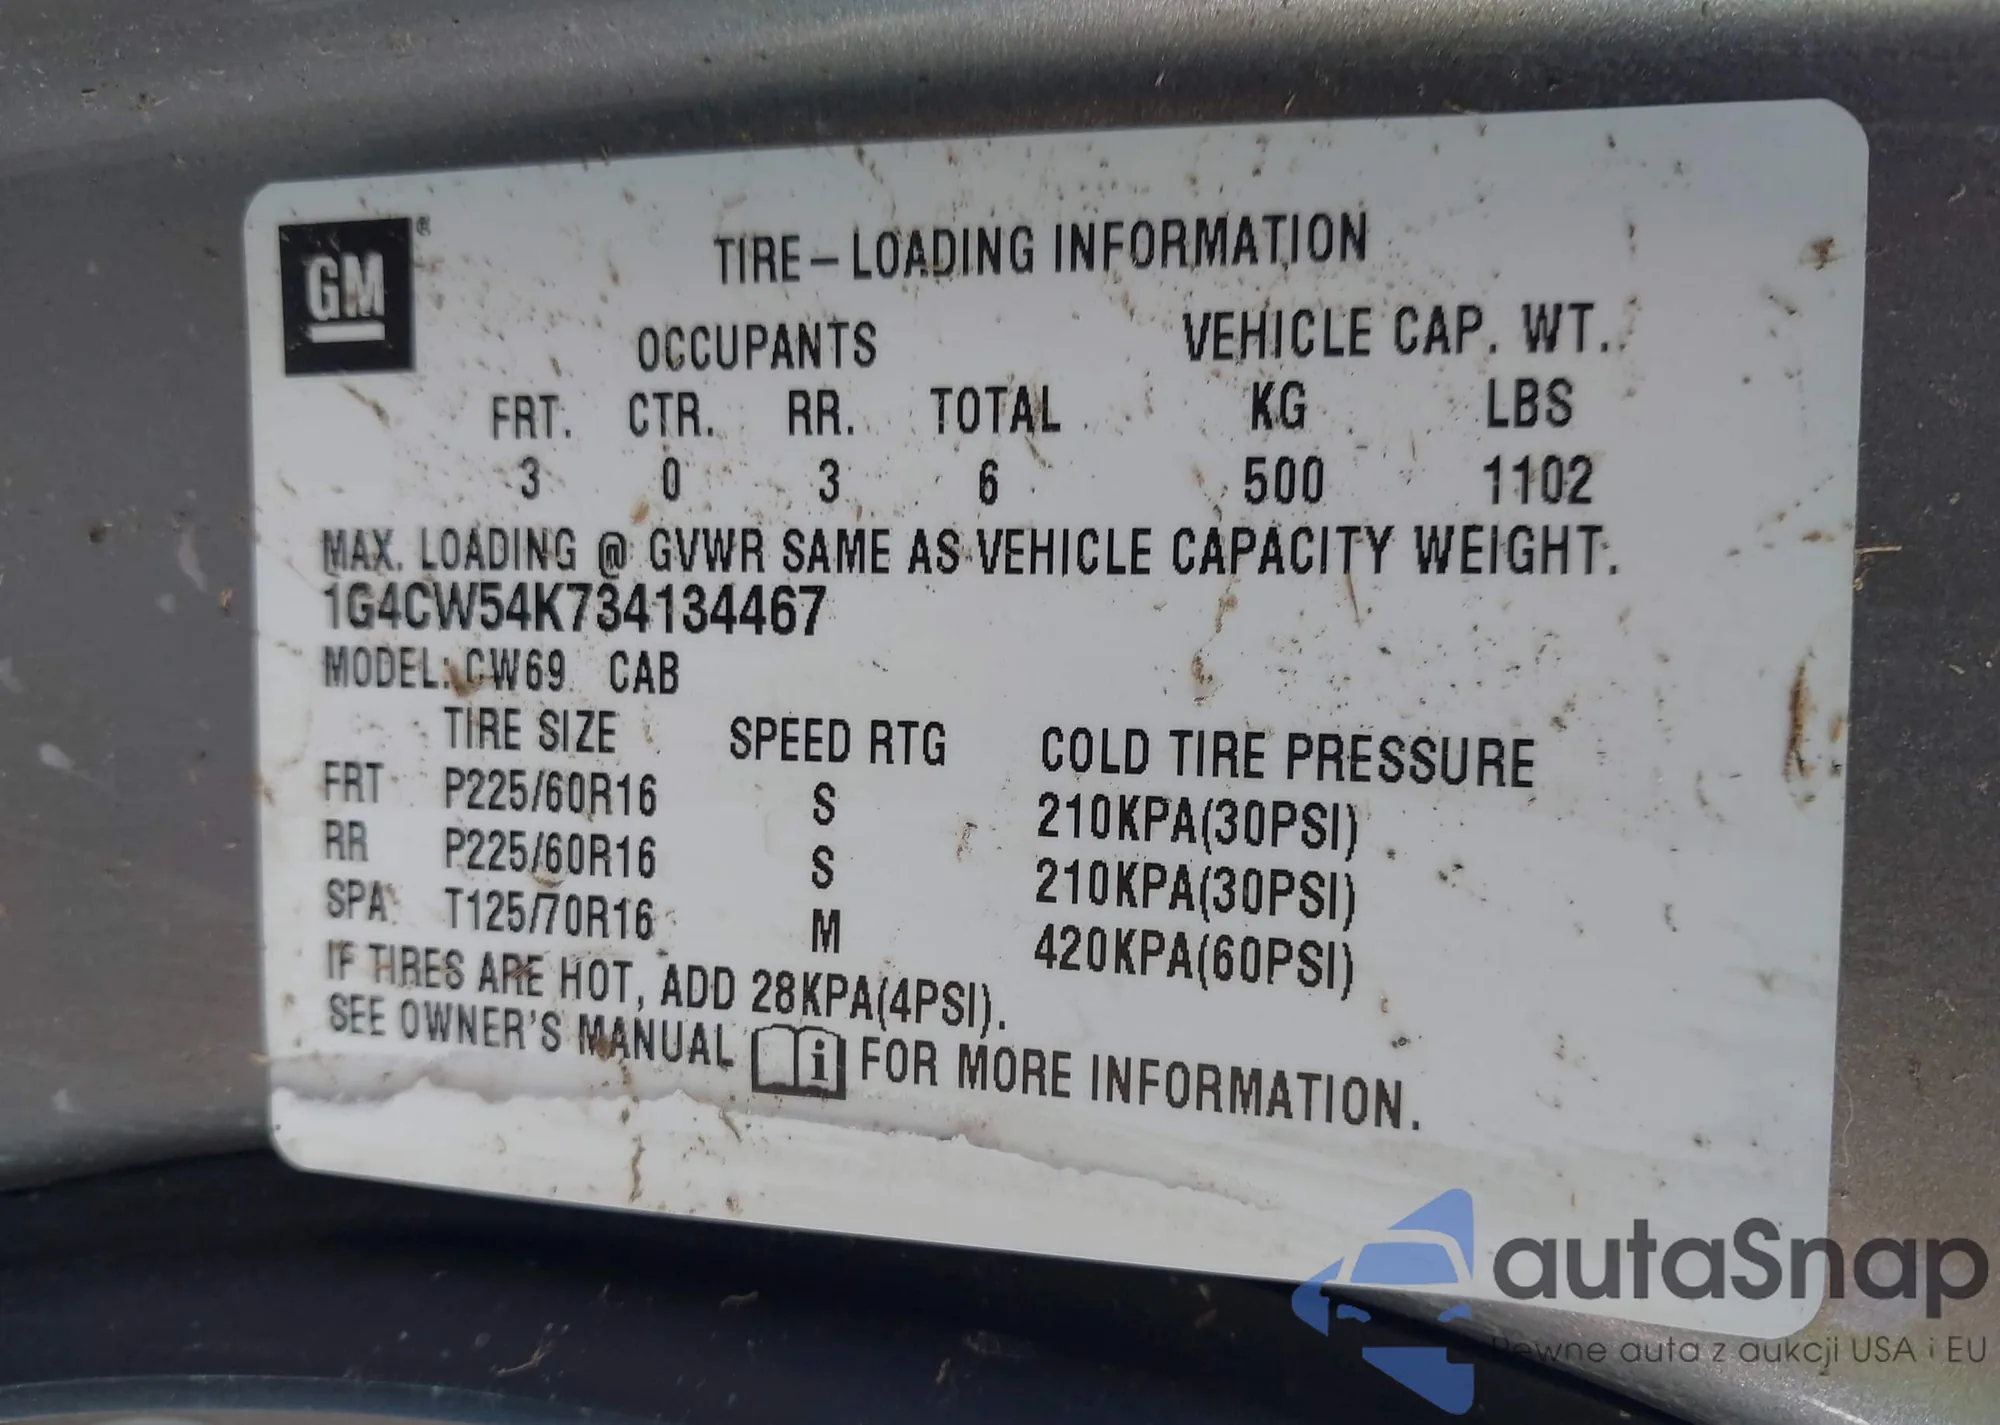 GM ®
TIRE – LOADING INFORMATION
OCCUPANTS VEHICLE CAP. WT.
FRT. CTR. RR. TOTAL KG LBS
3 0 3 6 500 1102
MAX. LOADING @ GVWR SAME AS VEHICLE CAPACITY WEIGHT.
1G4CW54K734134467
MODEL: CW69 CAB
TIRE SIZE SPEED RTG COLD TIRE PRESSURE
FRT P225/60R16 S 210KPA(30PSI)
RR P225/60R16 S 210KPA(30PSI)
SPA T125/70R16 M 420KPA(60PSI)
IF TIRES ARE HOT, ADD 28KPA(4PSI).
SEE OWNER'S MANUAL i FOR MORE INFORMATION.
autaSnap
Pewne auta z aukcji USA i EU